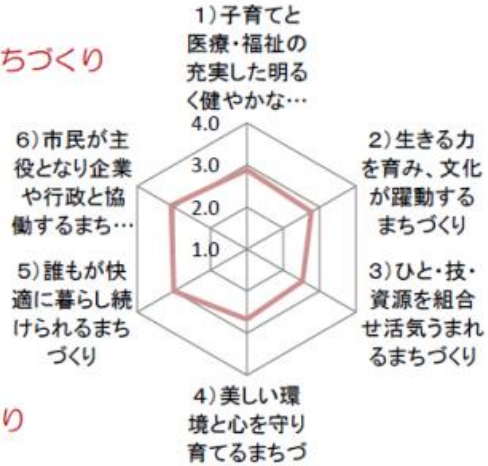 ちづくり
1)子育てと
医療・福祉の
充実した明る
く健やかな…
4.0
3.0
2.0
1.0
2)生きる力
を育み、文化
が躍動する
まちづくり
3)ひと・技・
資源を組合
せ活気うまれ
るまちづくり
4)美しい環
境と心を守り
育てるまちづ
5)誰もが快
適に暮らし続
けられるまち
づくり
6)市民が主
役となり企業
や行政と協
働するまち…
り